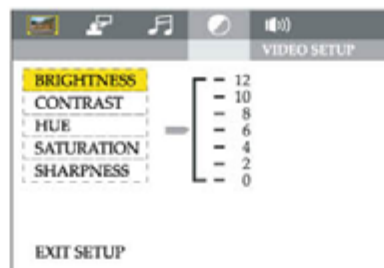 VIDEO SETUP
BRIGHTNESS
CONTRAST
HUE
SATURATION
SHARPNESS
12
10
8
6
4
2
0
EXIT SETUP